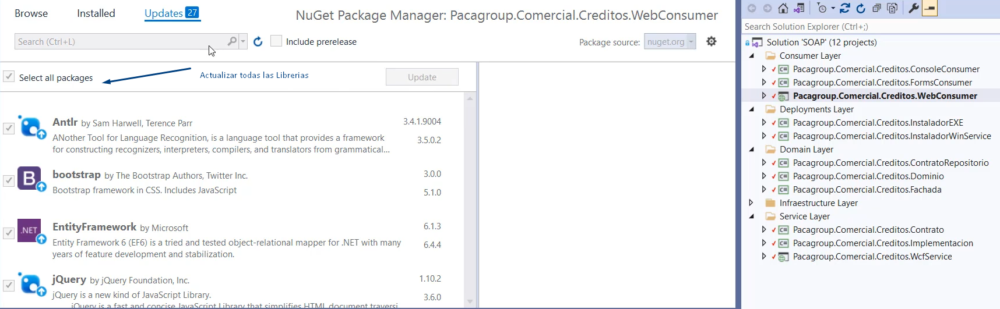 Browse Installed Updates 27
NuGet Package Manager: Pacagroup.Comercial.Creditos.WebConsumer
Search (Ctrl+L)
Include prerelease
Package source: nuget.org
Select all packages
Actualizar todas las Librerias
Update
Antlr by Sam Harwell, Terence Parr 3.4.1.9004
ANother Tool for Language Recognition, is a language tool that provides a framework 3.5.0.2
for constructing recognizers, interpreters, compilers, and translators from grammatical...
B
bootstrap by The Bootstrap Authors, Twitter Inc. 3.0.0
Bootstrap framework in CSS. Includes JavaScript 5.1.0
.NET
EntityFramework by Microsoft 6.1.3
Entity Framework 6 (EF6) is a tried and tested object-relational mapper for .NET with many 6.4.4
years of feature development and stabilization.
jQuery by jQuery Foundation, Inc. 1.10.2
jQuery is a new kind of JavaScript Library. 3.6.0
jQuery is a fast and concise JavaScript Library that simplifies HTML document traversi
Search Solution Explorer (Ctrl+;)
Solution 'SOAP' (12 projects)
Consumer Layer
C# Pacagroup.Comercial.Creditos.ConsoleConsumer
C# Pacagroup.Comercial.Creditos.FormsConsumer
Pacagroup.Comercial.Creditos.WebConsumer
Deployments Layer
C# Pacagroup.Comercial.Creditos.InstaladorEXE
C# Pacagroup.Comercial.Creditos.InstaladorWinService
Domain Layer
C# Pacagroup.Comercial.Creditos.ContratoRepositorio
C# Pacagroup.Comercial.Creditos.Dominio
C# Pacagroup.Comercial.Creditos.Fachada
Infraestructure Layer
Service Layer
C# Pacagroup.Comercial.Creditos.Contrato
C# Pacagroup.Comercial.Creditos.Implementacion
Pacagroup.Comercial.Creditos.WcfService